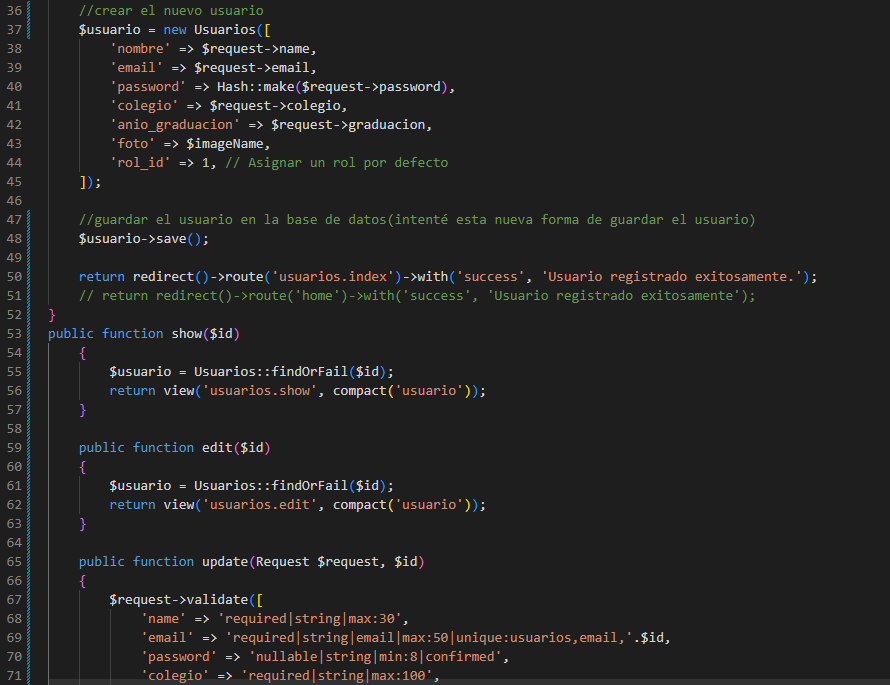 36 //crear el nuevo usuario
37 $usuario = new Usuarios([
38 'nombre' => $request->name,
39 'email' => $request->email,
40 'password' => Hash::make($request->password),
41 'colegio' => $request->colegio,
42 'anio_graduacion' => $request->graduacion,
43 'foto' => $imageName,
44 'rol_id' => 1, // Asignar un rol por defecto
45 ]);
46
47 //guardar el usuario en la base de datos(intenté esta nueva forma de guardar el usuario)
48 $usuario->save();
49
50 return redirect()->route('usuarios.index')->with('success', 'Usuario registrado exitosamente.');
51 // return redirect()->route('home')->with('success', 'Usuario registrado exitosamente');
52 }
53 public function show($id)
54 {
55 $usuario = Usuarios::findOrFail($id);
56 return view('usuarios.show', compact('usuario'));
57 }
58
59 public function edit($id)
60 {
61 $usuario = Usuarios::findOrFail($id);
62 return view('usuarios.edit', compact('usuario'));
63 }
64
65 public function update(Request $request, $id)
66 {
67 $request->validate([
68 'name' => 'required|string|max:30',
69 'email' => 'required|string|email|max:50|unique:usuarios,email,'.$id,
70 'password' => 'nullable|string|min:8|confirmed',
71 'colegio' => 'required|string|max:100',